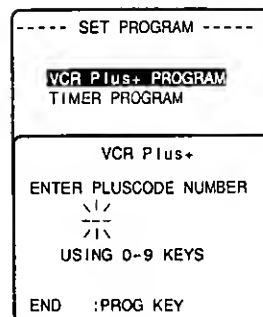 ----- SET PROGRAM -----
VCR Plus+ PROGRAM
TIMER PROGRAM
VCR Plus+
ENTER PLUSCODE NUMBER
--
USING 0~9 KEYS
END :PROG KEY